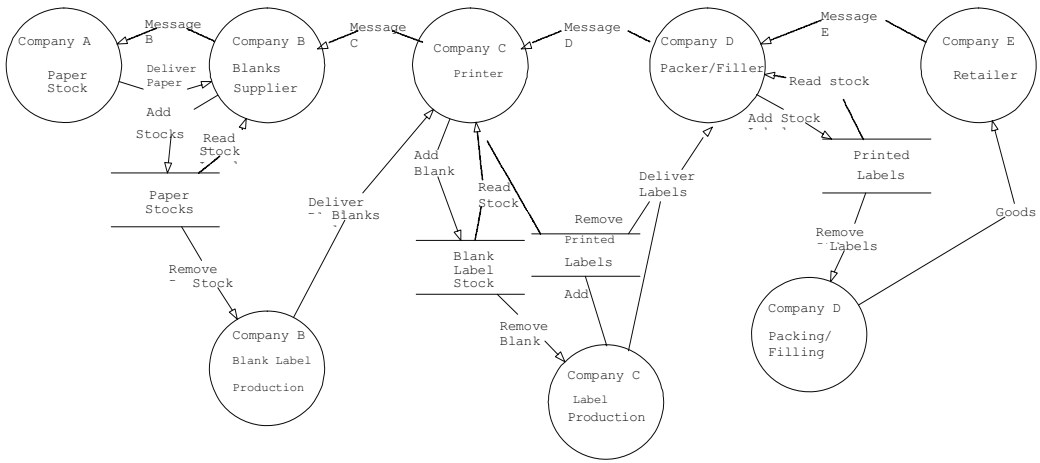 Company A
Paper
Stock
Message
B
Company B
Blanks
Supplier
Deliver
Paper
Add
Stocks
Read
Stock
Paper
Stocks
Remove
Stock
Company B
Blank Label
Production
Message
C
Company C
Printer
Deliver
Blanks
Add
Blank
Read
Stock
Blank
Label
Stock
Remove
Blank
Remove
Printed
Labels
Add
Company C
Label
Production
Message
D
Company D
Packer/Filler
Deliver
Labels
Message
E
Company E
Retailer
Read stock
Add Stock
Printed
Labels
Remove
Labels
Company D
Packing/
Filling
Goods